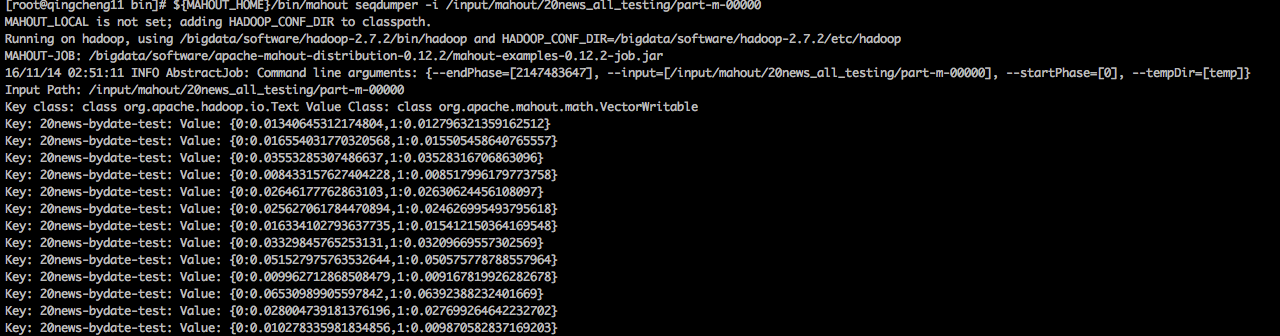 [root@qingcheng11 bin]# ${MAHOUT_HOME}/bin/mahout seqdumper -i /input/mahout/20news_all_testing/part-m-00000
MAHOUT_LOCAL is not set; adding HADOOP_CONF_DIR to classpath.
Running on hadoop, using /bigdata/software/hadoop-2.7.2/bin/hadoop and HADOOP_CONF_DIR=/bigdata/software/hadoop-2.7.2/etc/hadoop
MAHOUT-JOB: /bigdata/software/apache-mahout-distribution-0.12.2/mahout-examples-0.12.2-job.jar
16/11/14 02:51:11 INFO AbstractJob: Command line arguments: {--endPhase=[2147483647], --input=[/input/mahout/20news_all_testing/part-m-00000], --startPhase=[0], --tempDir=[temp]}
Input Path: /input/mahout/20news_all_testing/part-m-00000
Key class: class org.apache.hadoop.io.Text Value Class: class org.apache.mahout.math.VectorWritable
Key: 20news-bydate-test: Value: {0:0.01340645312174804,1:0.012796321359162512}
Key: 20news-bydate-test: Value: {0:0.016554031770320568,1:0.015505458640765557}
Key: 20news-bydate-test: Value: {0:0.03553285307486637,1:0.03528316706863096}
Key: 20news-bydate-test: Value: {0:0.008433157627404228,1:0.008517996179773758}
Key: 20news-bydate-test: Value: {0:0.02646177762863103,1:0.02630624456108097}
Key: 20news-bydate-test: Value: {0:0.025627061784470894,1:0.024626995493795618}
Key: 20news-bydate-test: Value: {0:0.016334102793637735,1:0.015412150364169548}
Key: 20news-bydate-test: Value: {0:0.03329845765253131,1:0.03209669557302569}
Key: 20news-bydate-test: Value: {0:0.051527975763532644,1:0.050575778788557964}
Key: 20news-bydate-test: Value: {0:0.009962712868508479,1:0.009167819926282678}
Key: 20news-bydate-test: Value: {0:0.06530989905597842,1:0.06392388232401669}
Key: 20news-bydate-test: Value: {0:0.028004739181376196,1:0.027699264642232702}
Key: 20news-bydate-test: Value: {0:0.010278335981834856,1:0.009870582837169203}